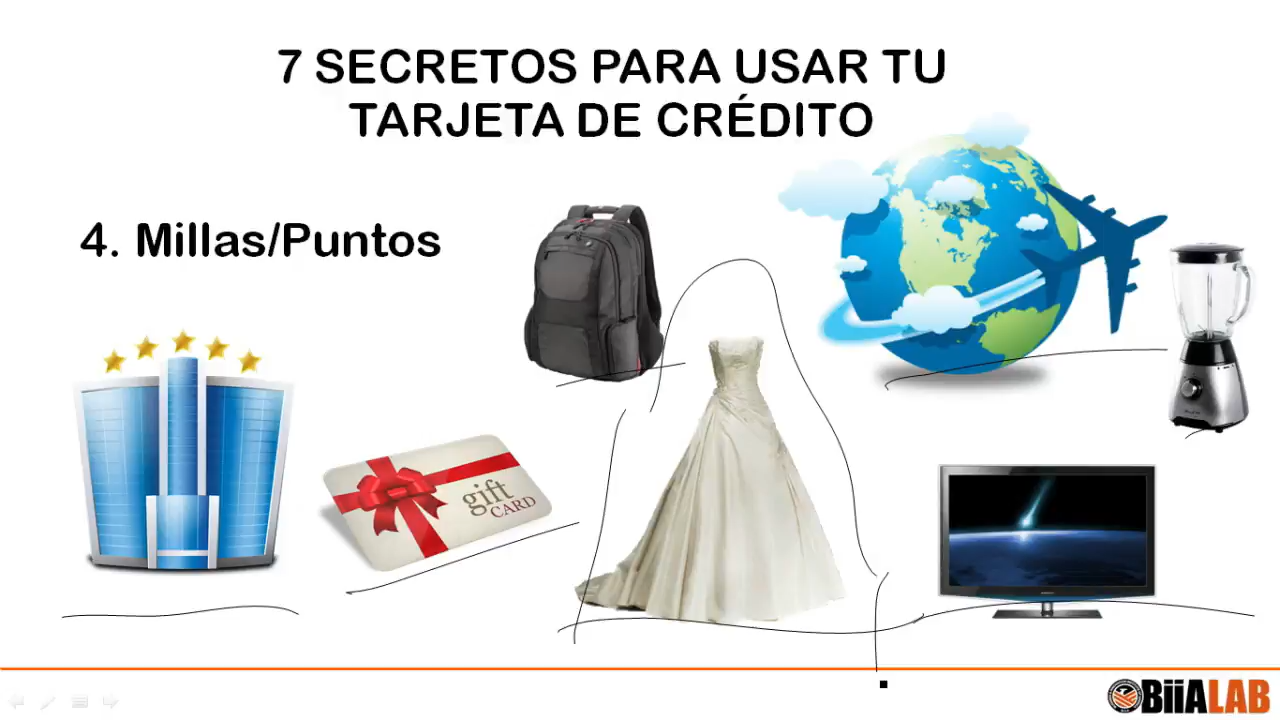 7 SECRETOS PARA USAR TU
TARJETA DE CRÉDITO
4. Millas/Puntos
gift
CARD
BiiALAB